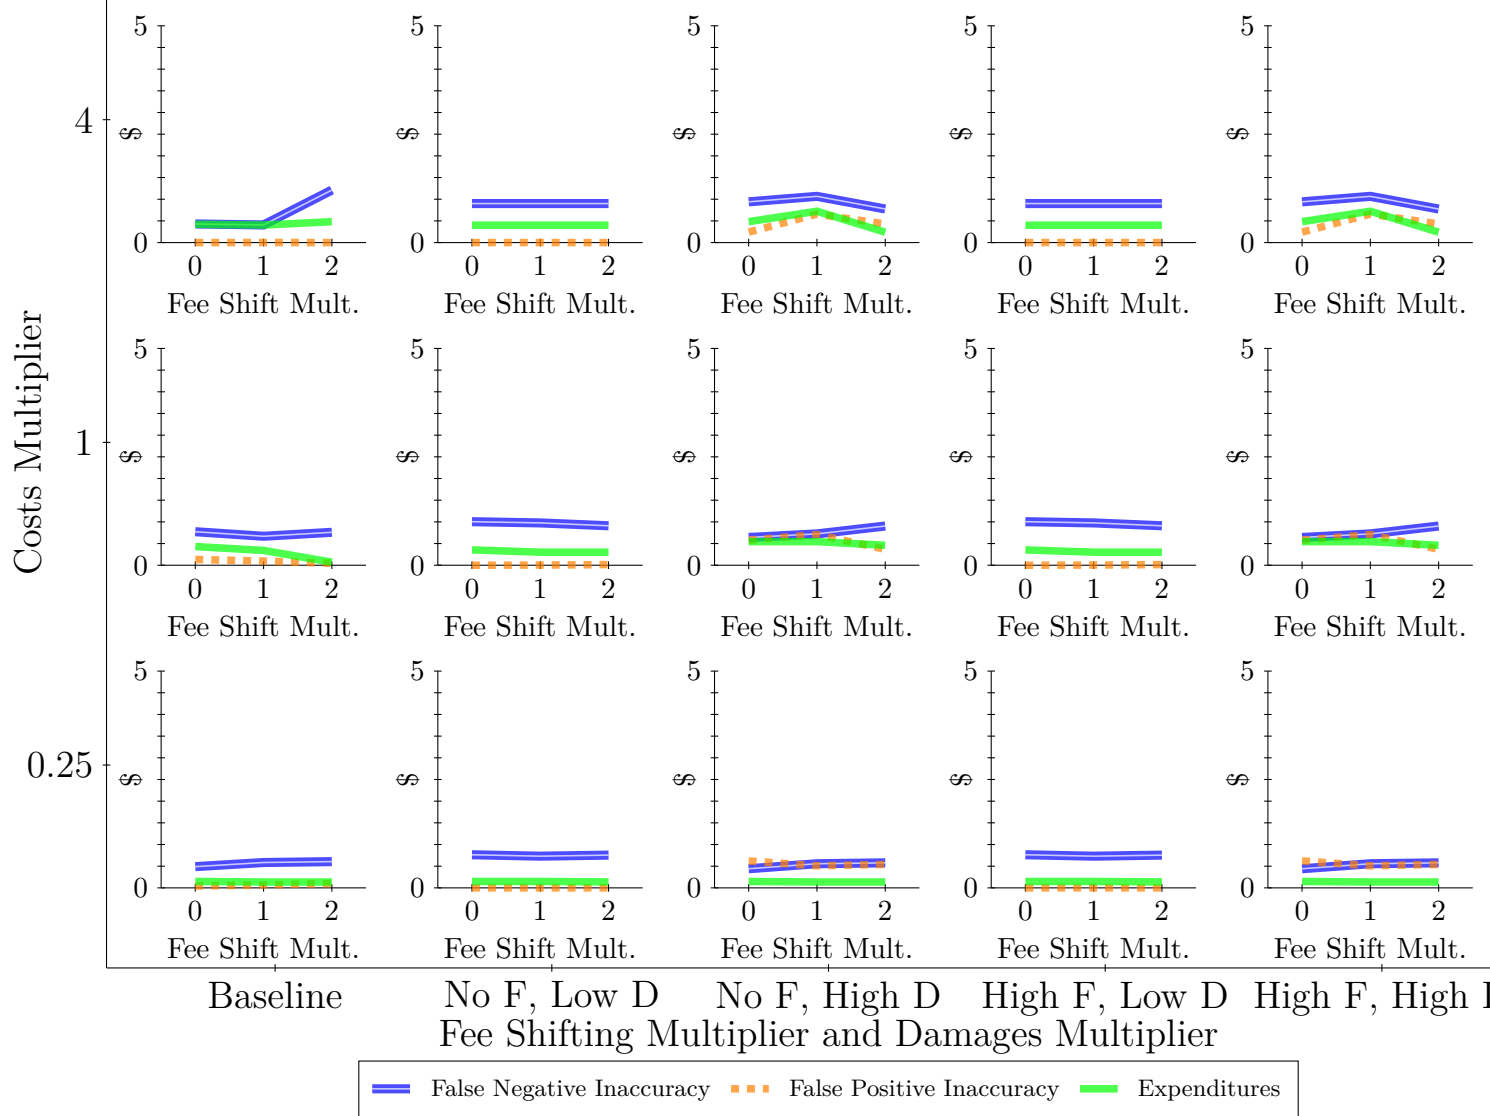 5 5 5 5 5
4 $ $ $ $ $
0 0 0 0 0
0 1 2 0 1 2 0 1 2 0 1 2 0 1 2
Fee Shift Mult. Fee Shift Mult. Fee Shift Mult. Fee Shift Mult. Fee Shift Mult.
Costs Multiplier
5 5 5 5 5
1 $ $ $ $ $
0 0 0 0 0
0 1 2 0 1 2 0 1 2 0 1 2 0 1 2
Fee Shift Mult. Fee Shift Mult. Fee Shift Mult. Fee Shift Mult. Fee Shift Mult.
5 5 5 5 5
0.25 $ $ $ $ $
0 0 0 0 0
0 1 2 0 1 2 0 1 2 0 1 2 0 1 2
Fee Shift Mult. Fee Shift Mult. Fee Shift Mult. Fee Shift Mult. Fee Shift Mult.
Baseline No F, Low D No F, High D High F, Low D High F, High
Fee Shifting Multiplier and Damages Multiplier
False Negative Inaccuracy False Positive Inaccuracy Expenditures